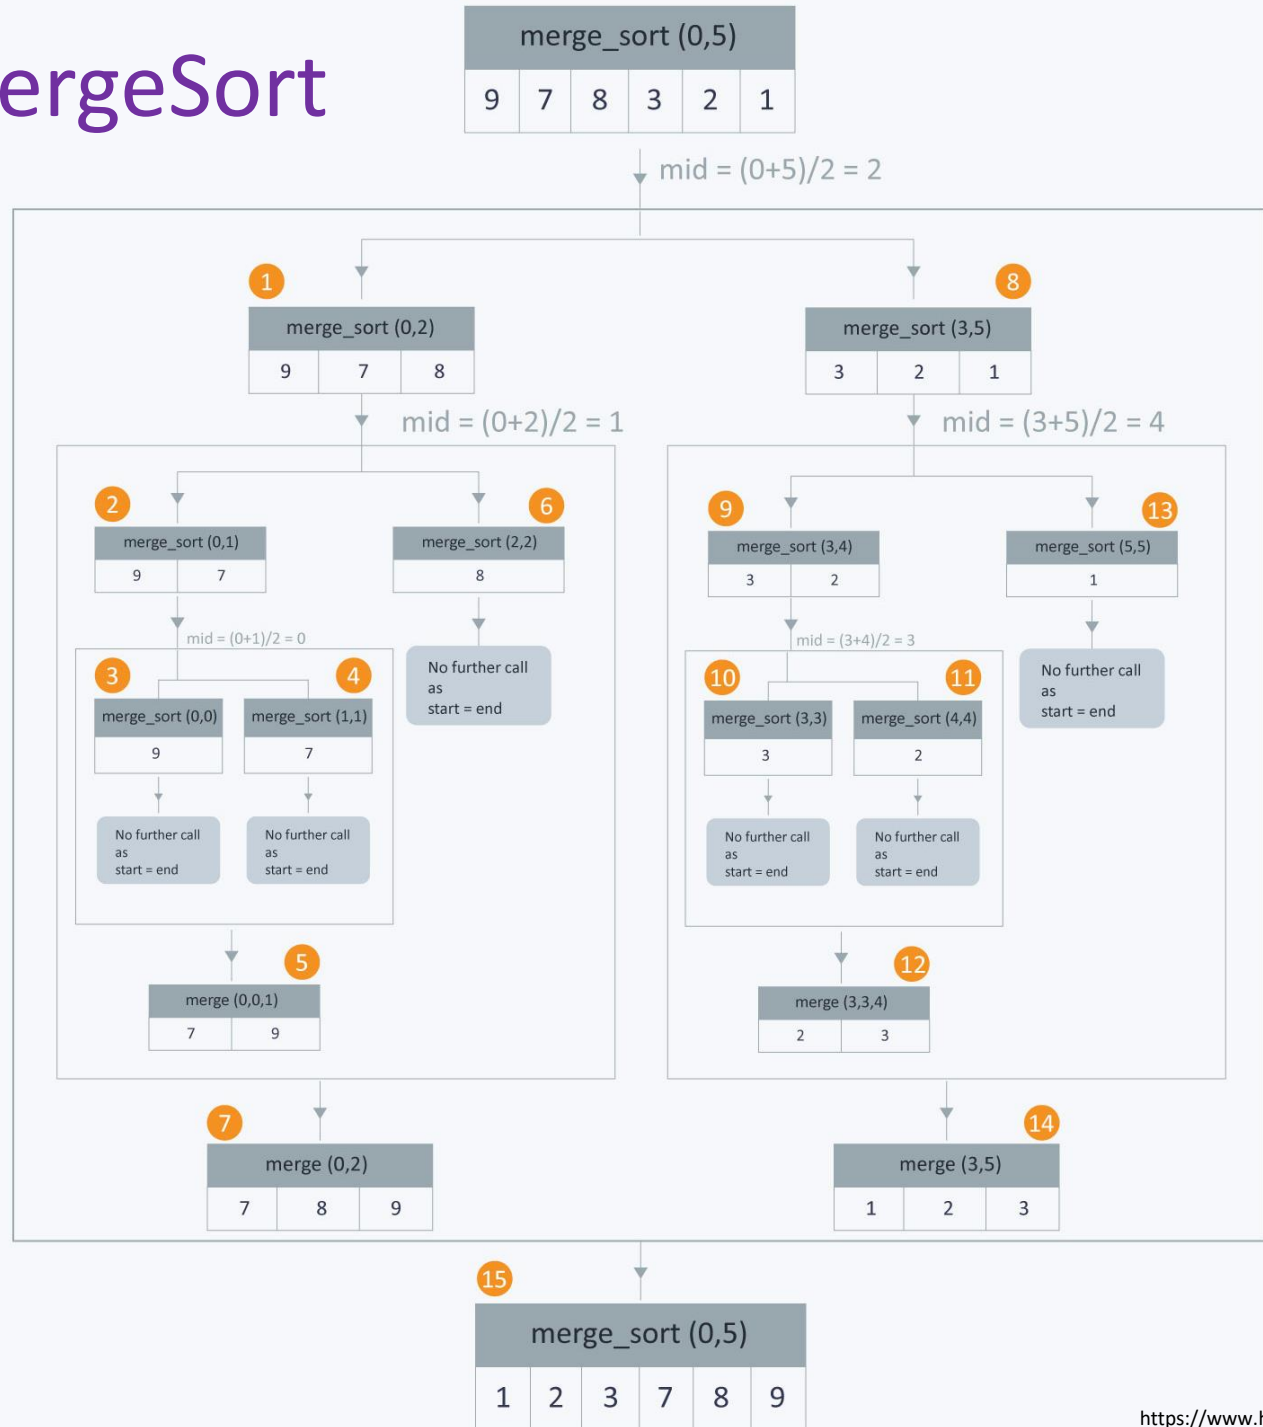 ergeSort
merge_sort (0,5)
9 7 8 3 2 1
mid = (0+5)/2 = 2
1
merge_sort (0,2)
9 7 8
mid = (0+2)/2 = 1
2
merge_sort (0,1)
9 7
mid = (0+1)/2 = 0
3
merge_sort (0,0)
9
No further call
as
start = end
4
merge_sort (1,1)
7
No further call
as
start = end
5
merge (0,0,1)
7 9
6
merge_sort (2,2)
8
No further call
as
start = end
7
merge (0,2)
7 8 9
8
merge_sort (3,5)
3 2 1
mid = (3+5)/2 = 4
9
merge_sort (3,4)
3 2
mid = (3+4)/2 = 3
10
merge_sort (3,3)
3
No further call
as
start = end
11
merge_sort (4,4)
2
No further call
as
start = end
12
merge (3,3,4)
2 3
13
merge_sort (5,5)
1
No further call
as
start = end
14
merge (3,5)
1 2 3
15
merge_sort (0,5)
1 2 3 7 8 9
https://www.h